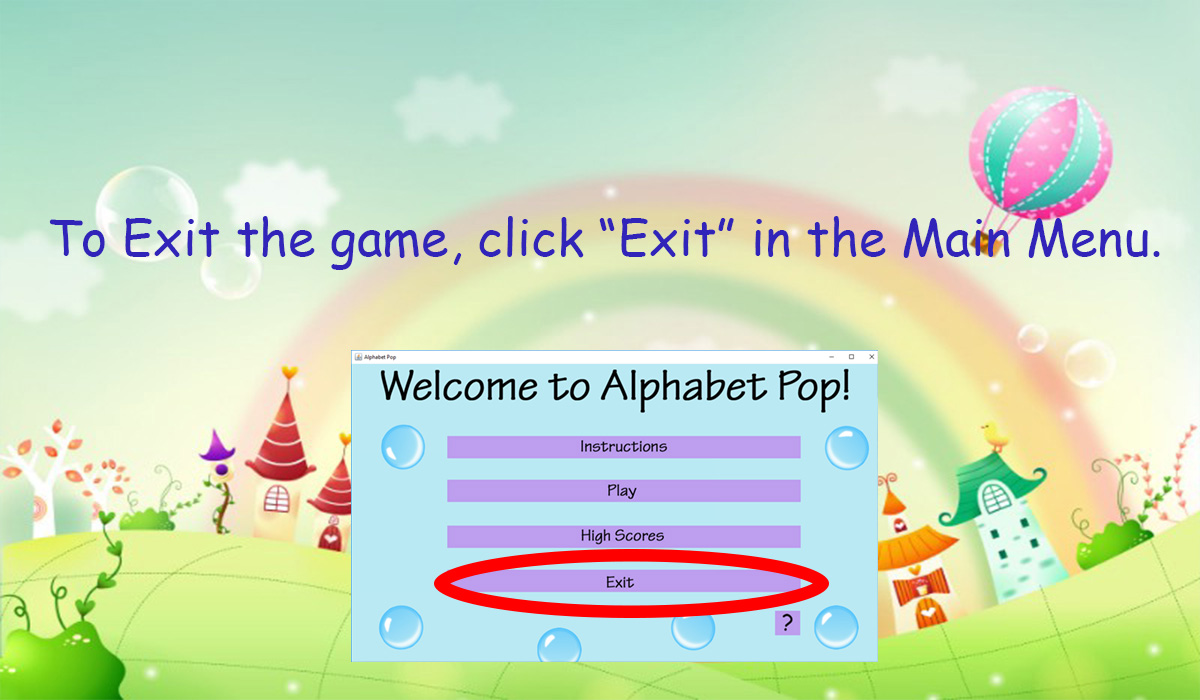 To Exit the game, click “Exit” in the Main Menu.
Alphabet Pop
Welcome to Alphabet Pop!
Instructions
Play
High Scores
Exit
?